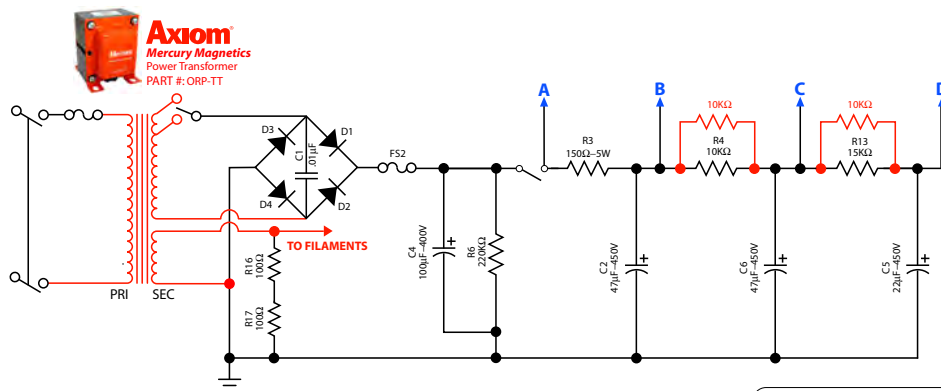 Axiom®
Mercury Magnetics
Power Transformer
PART #: ORP-TT
A
B
C
D
10KΩ
10KΩ
D3
D1
C1
.01µF
D4
D2
FS2
R3
150Ω–5W
R4
10KΩ
R13
15KΩ
TO FILAMENTS
R16
100Ω
R17
100Ω
C4
100µF–400V
R6
220KΩ
C2
47µF–450V
C6
47µF–450V
C5
22µF–450V
PRI
SEC